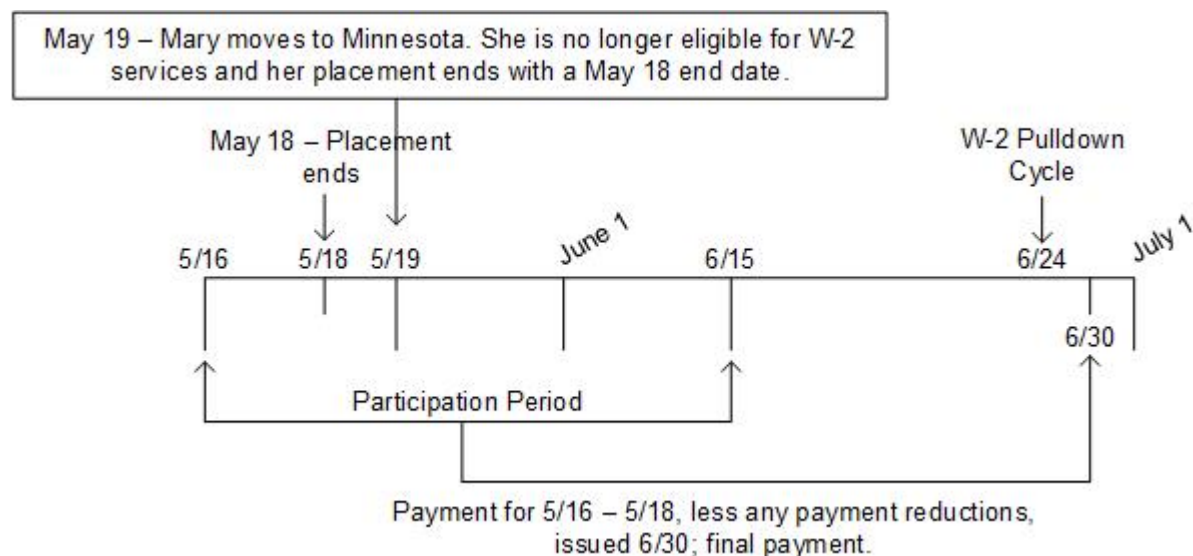 May 19 – Mary moves to Minnesota. She is no longer eligible for W-2
services and her placement ends with a May 18 end date.
May 18 – Placement
ends
W-2 Pulldown
Cycle
5/16
5/18
5/19
June 1
6/15
6/24
July 1
6/30
Participation Period
Payment for 5/16 – 5/18, less any payment reductions,
issued 6/30; final payment.